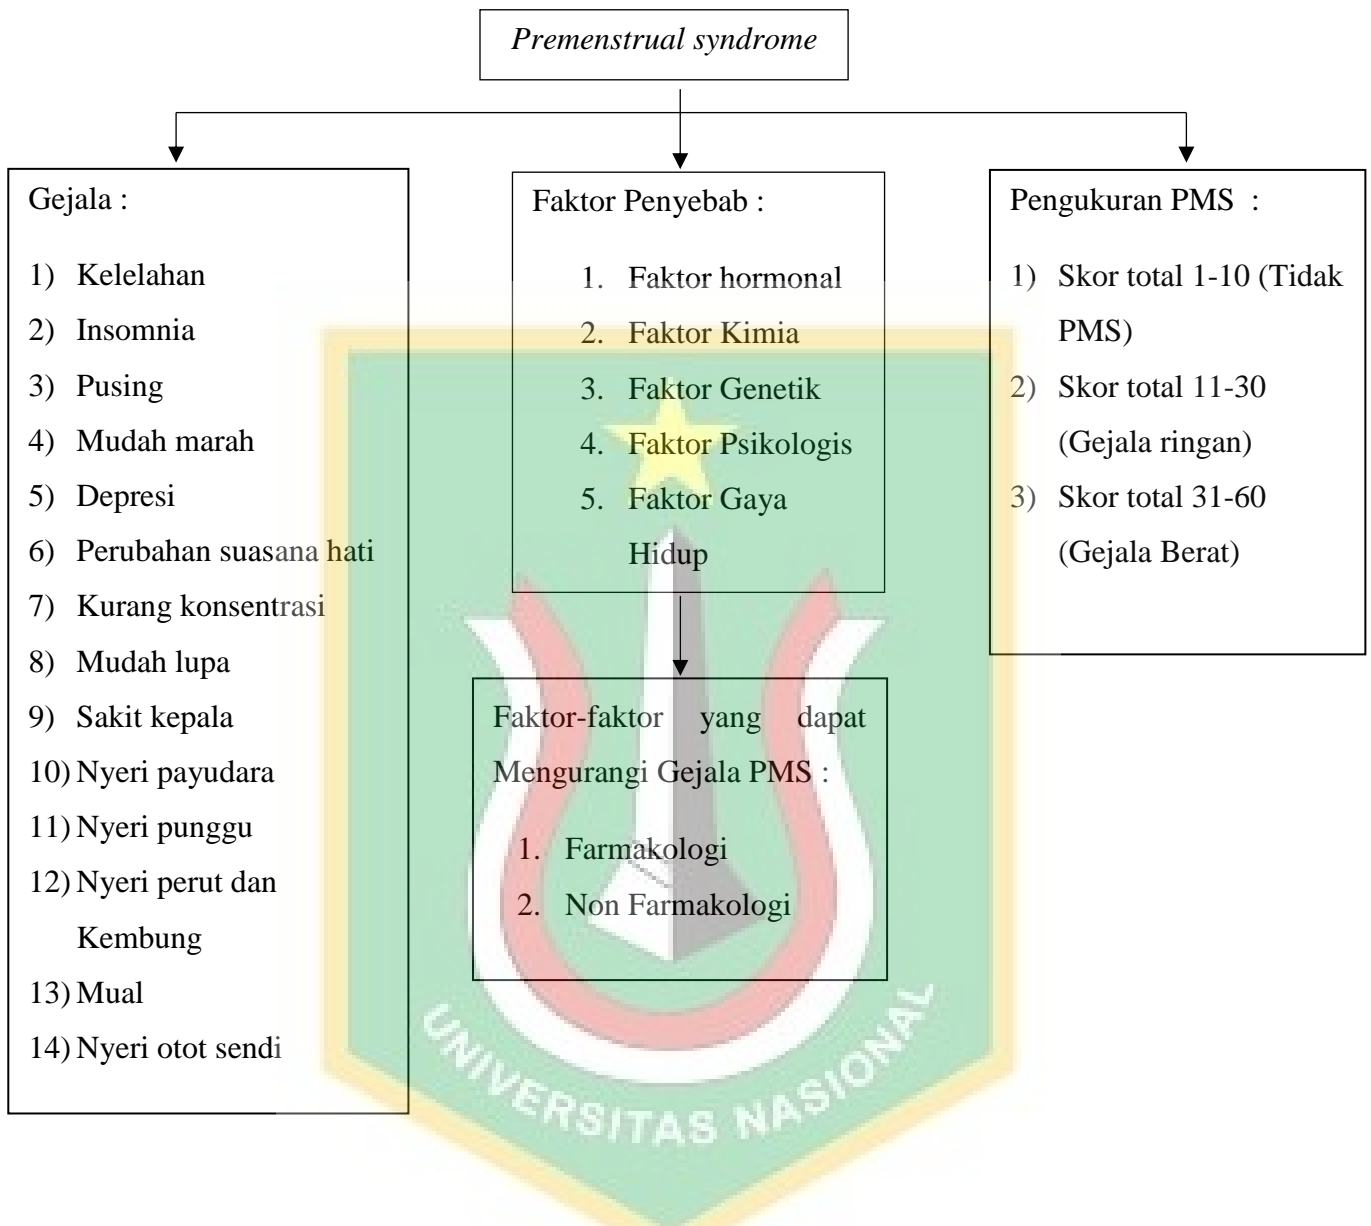 Premenstrual syndrome
Gejala :
1) Kelelahan
2) Insomnia
3) Pusing
4) Mudah marah
5) Depresi
6) Perubahan suasana hati
7) Kurang konsentrasi
8) Mudah lupa
9) Sakit kepala
10) Nyeri payudara
11) Nyeri punggu
12) Nyeri perut dan
Kembung
13) Mual
14) Nyeri otot sendi
Faktor Penyebab :
1. Faktor hormonal
2. Faktor Kimia
3. Faktor Genetik
4. Faktor Psikologis
5. Faktor Gaya
Hidup
Faktor-faktor yang dapat
Mengurangi Gejala PMS :
1. Farmakologi
2. Non Farmakologi
Pengukuran PMS :
1) Skor total 1-10 (Tidak
PMS)
2) Skor total 11-30
(Gejala ringan)
3) Skor total 31-60
(Gejala Berat)
UNIVERSITAS NASIONAL